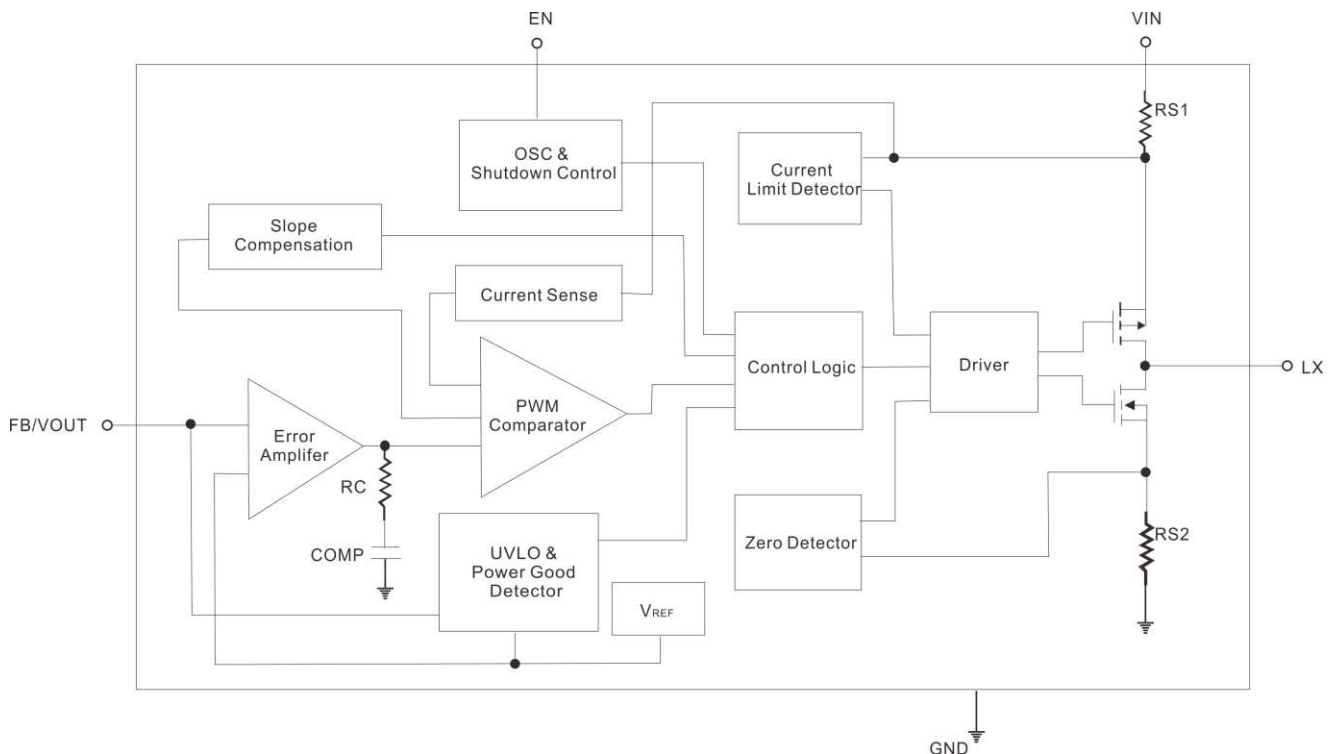 EN
VIN
RS1
OSC &
Shutdown Control
Current
Limit Detector
Slope
Compensation
Current Sense
Control Logic
Driver
LX
PWM
Comparator
FB/VOUT
Error
Amplifer
RC
COMP
UVLO &
Power Good
Detector
VREF
Zero Detector
RS2
GND